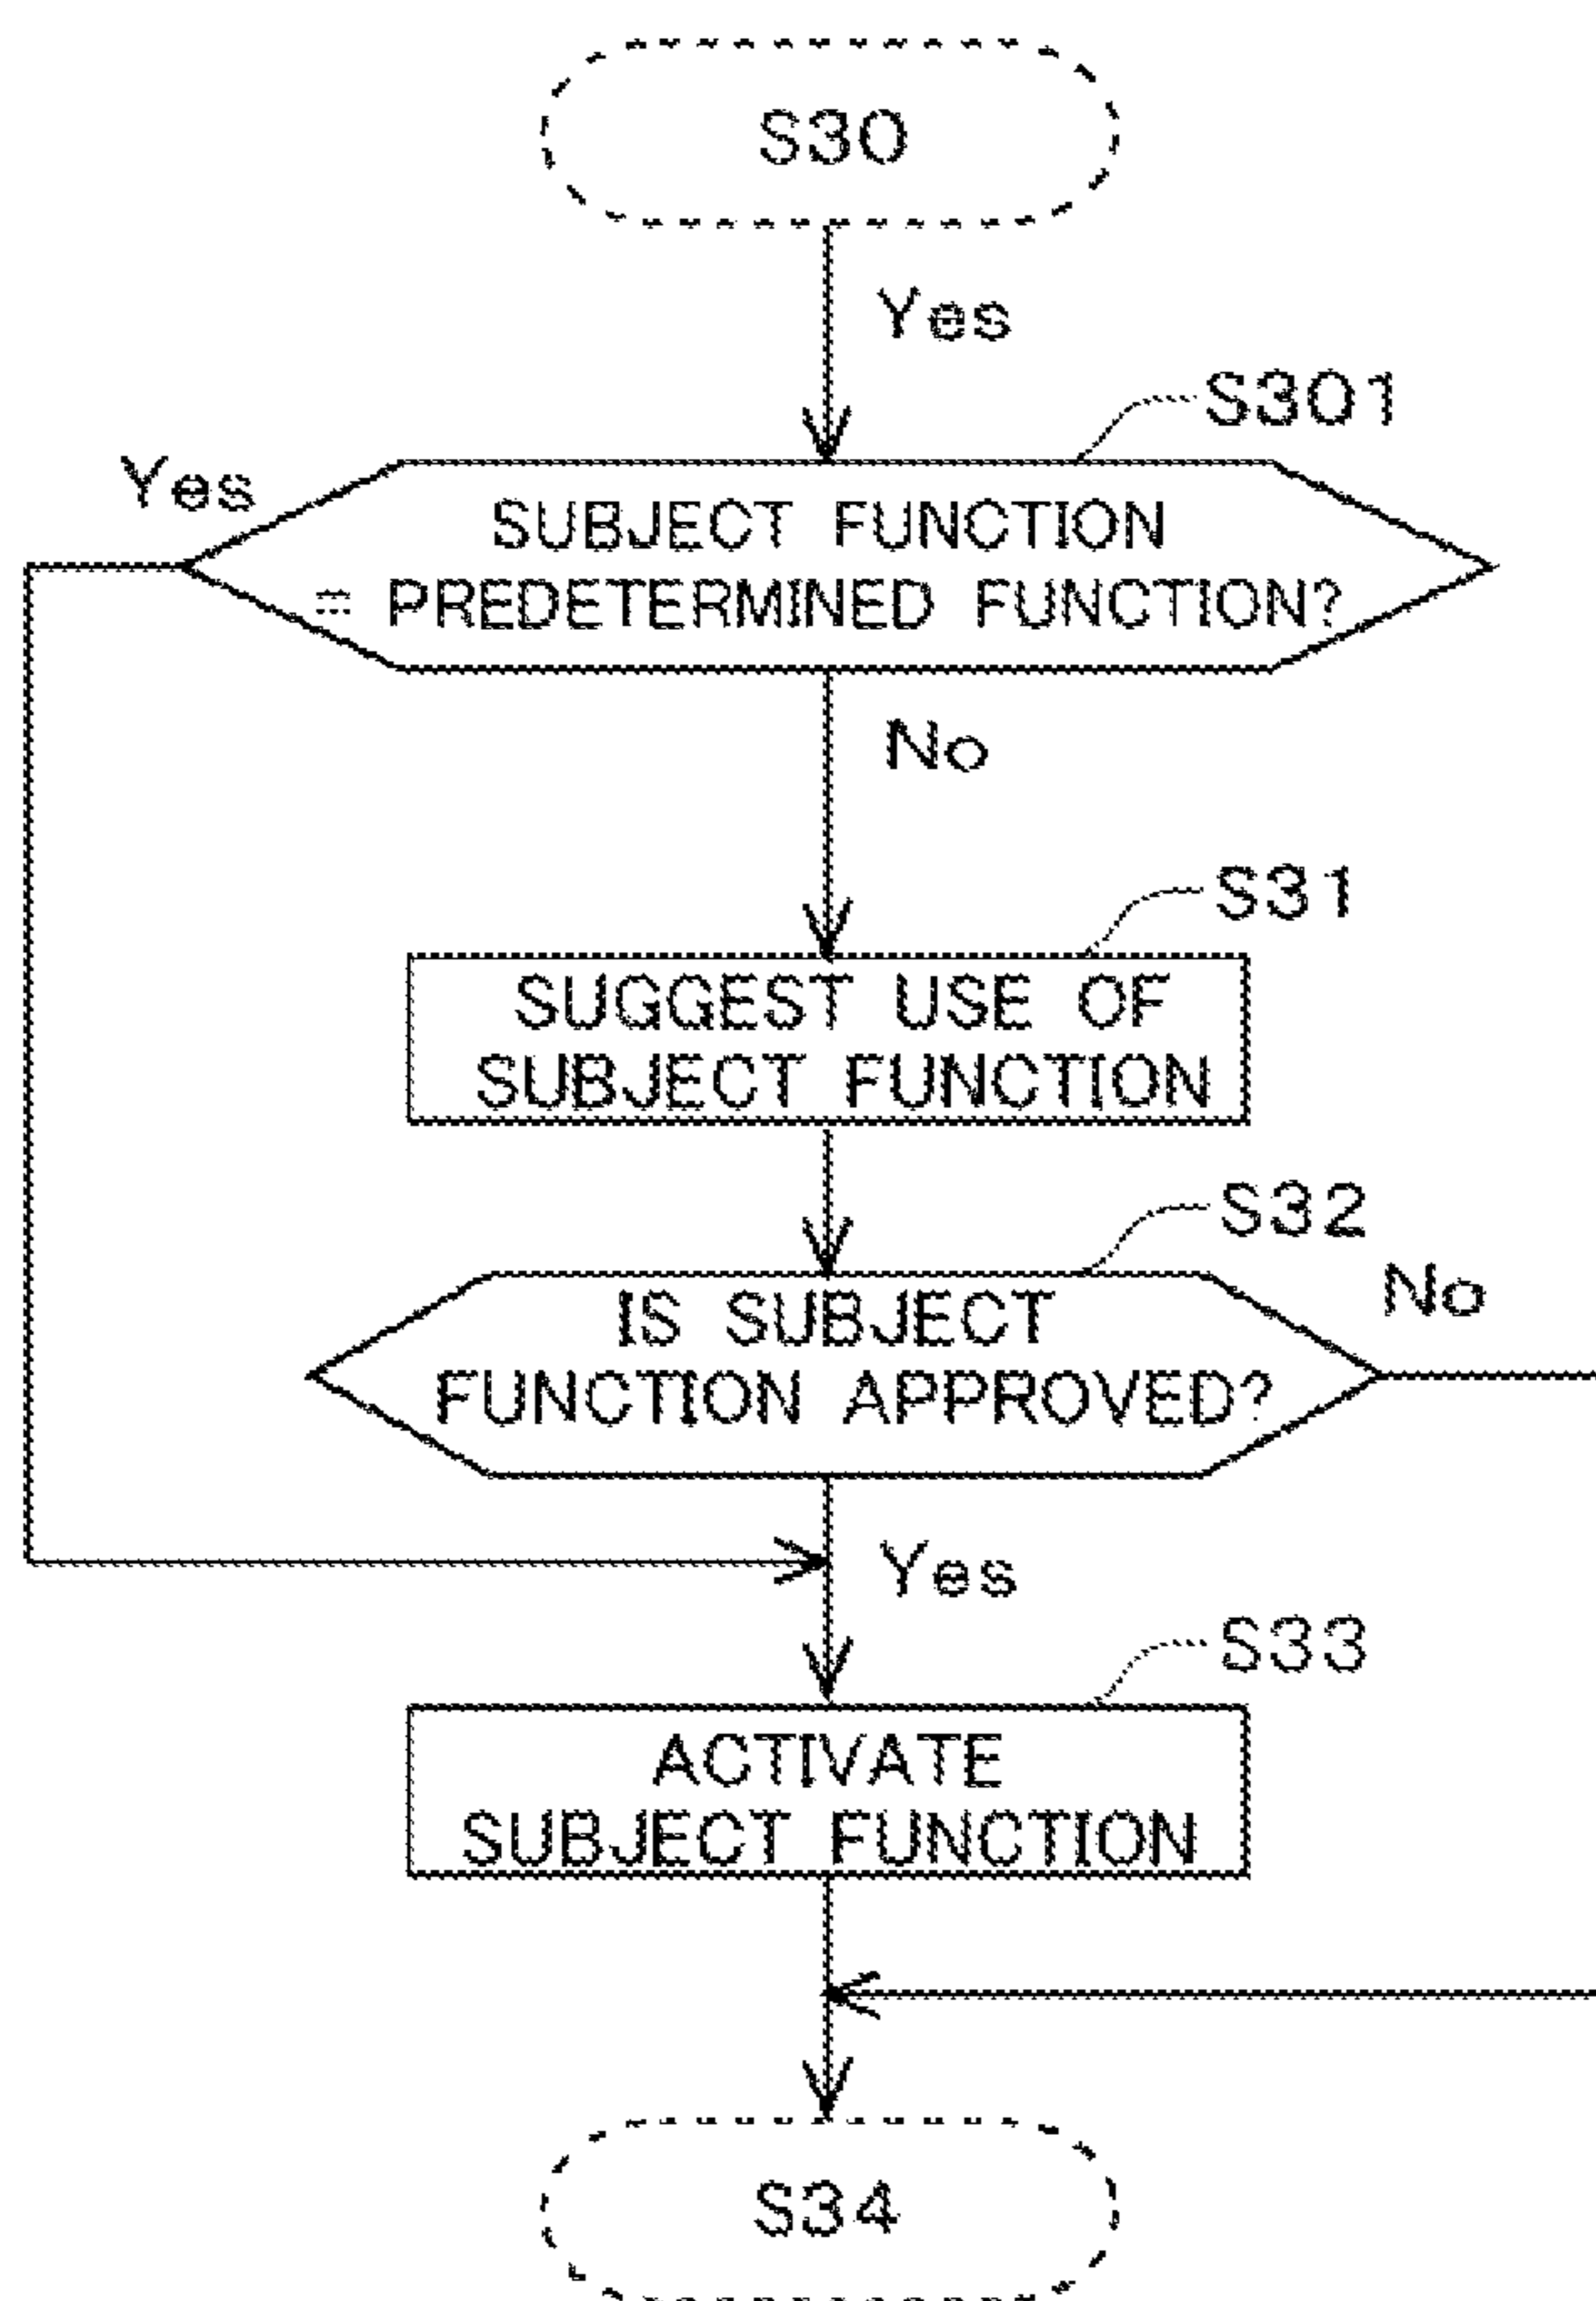 S30
Yes
S301
Yes
SUBJECT FUNCTION
= PREDETERMINED FUNCTION?
No
S31
SUGGEST USE OF
SUBJECT FUNCTION
S32
No
IS SUBJECT
FUNCTION APPROVED?
Yes
S33
ACTIVATE
SUBJECT FUNCTION
S34